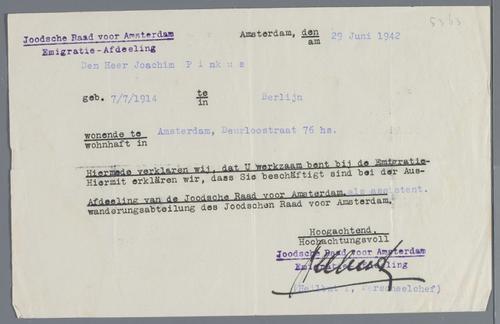 5363
Joodsche Raad voor Amsterdam
Emigratie-Afdeeling
Amsterdam, den 29 Juni 1942
am
Den Heer Joachim P i n k u s
geb. 7/7/1914 te Berlijn
in
wonende te Amsterdam, Deurloostraat 76 hs.
wohnhaft in
Hiermede verklaren wij, dat U werkzaam bent bij de Emigratie-
Hiermit erklären wir, dass Sie beschäftigt sind bei der Aus-
Afdeeling van de Joodsche Raad voor Amsterdam. als assistent.
wanderungsabteilung des Joodschen Raad voor Amsterdam.
Hoogachtend,
Hochachtungsvoll
Joodsche Raad voor Amsterdam
Emigratie-Afdeeling